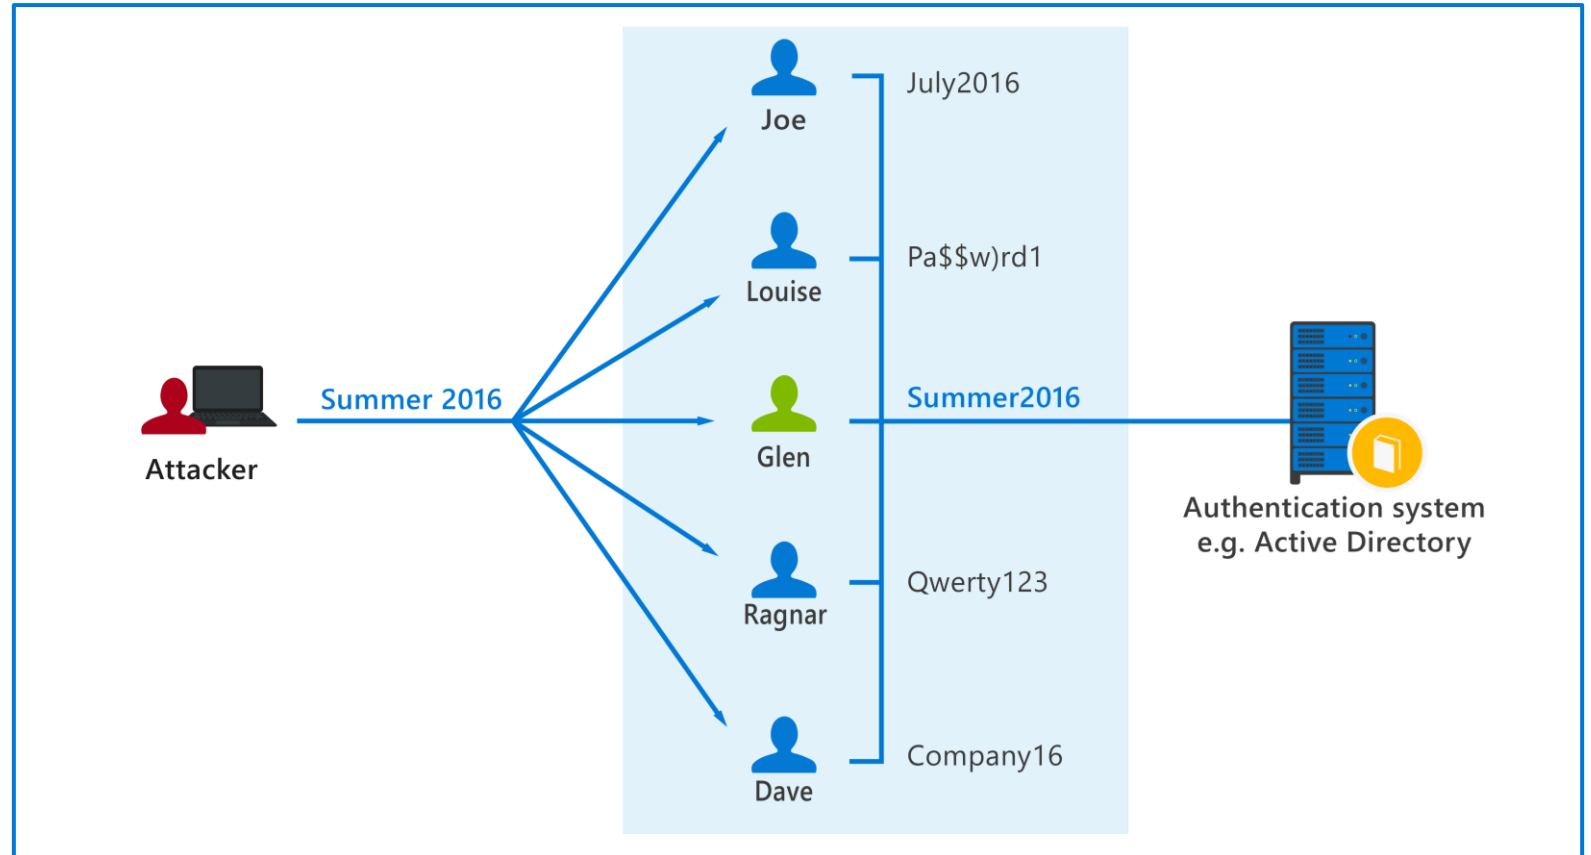 July2016
Joe
Pa$$w)rd1
Louise
Summer 2016
Summer2016
Glen
Attacker
Authentication system
e.g. Active Directory
Qwerty123
Ragnar
Company16
Dave